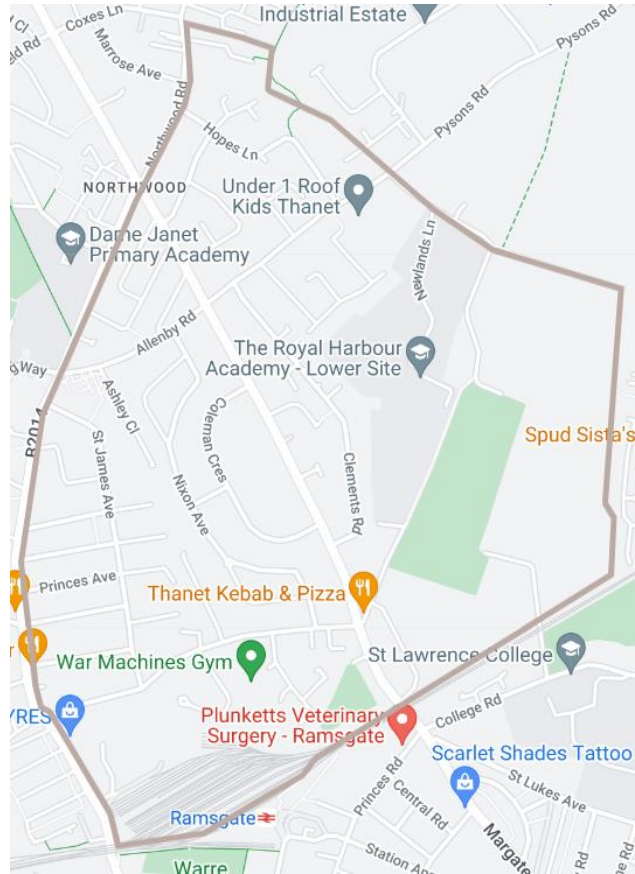 Coxes Ln
Industrial Estate
Marrose Ave
Pysons Rd
Northwood Rd
Hopes Ln
Pysons Rd
NORTHWOOD
Under 1 Roof
Kids Thanet
Dame Janet
Primary Academy
Newlands Ln
Allenby Rd
The Royal Harbour
Academy - Lower Site
Way
Ashley Cl
Coleman Cres
B2014
St James Ave
Spud Sista's
Nixon Ave
Clements Rd
Princes Ave
Thanet Kebab & Pizza
War Machines Gym
St Lawrence College
YRES
Plunketts Veterinary
Surgery - Ramsgate
College Rd
Scarlet Shades Tattoo
Princes Rd
Central Rd
St Lukes Ave
Ramsgate
Margate
Station App
Warre